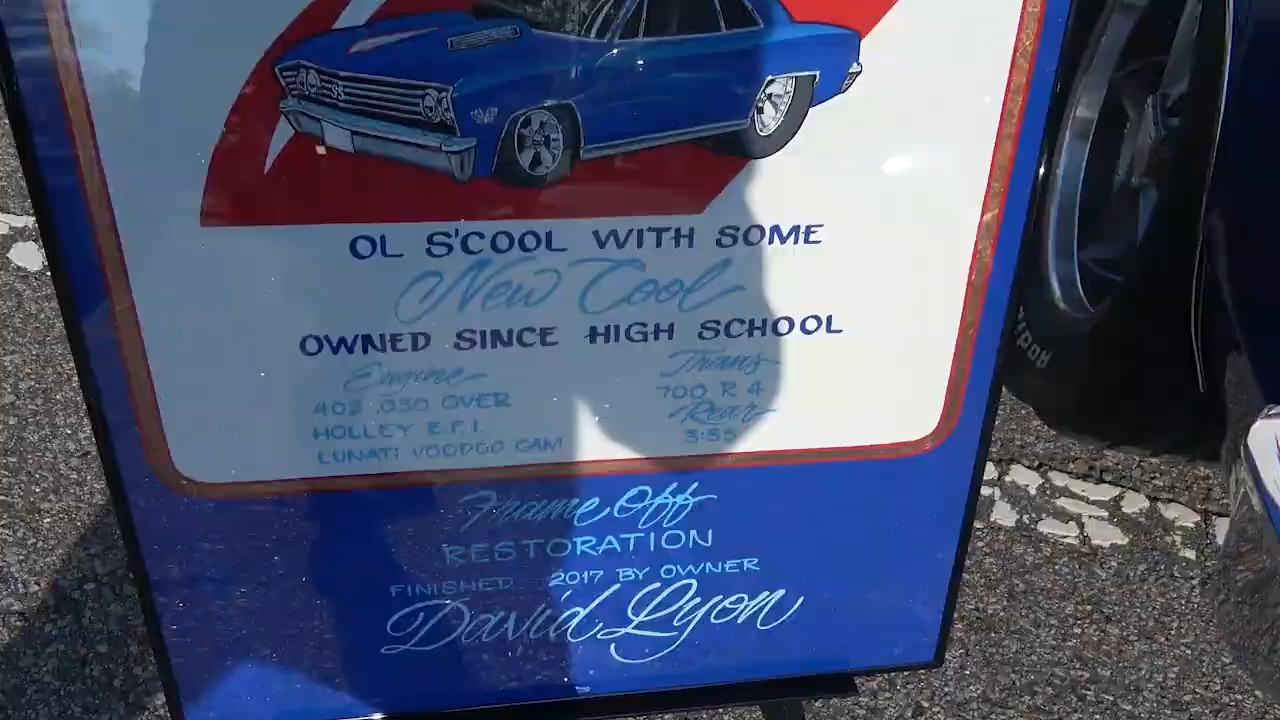 SS
OL S'COOL WITH SOME
New Cool
OWNED SINCE HIGH SCHOOL
Engine
402 .030 OVER
HOLLEY E.F.I.
LUNATI VOODOO CAM
Trans
700 R 4
Rear
3:55
Frame Off
RESTORATION
FINISHED 2017 BY OWNER
David Lyon